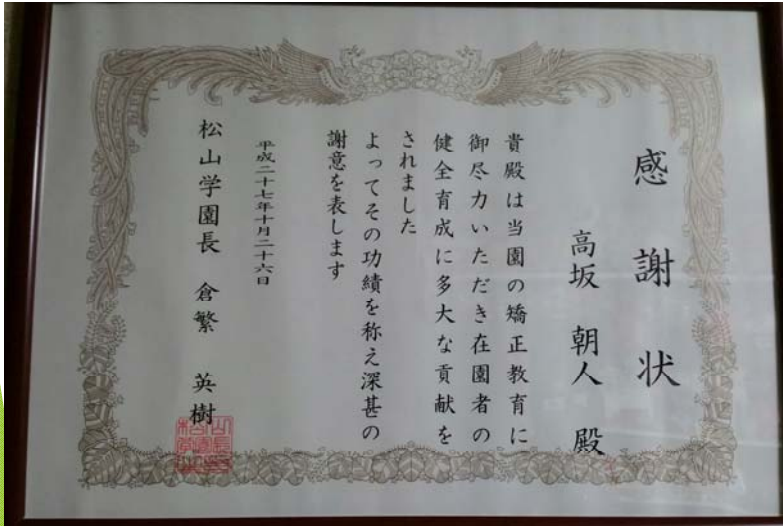 感謝状
高坂 朝人 殿
貴殿は当園の矯正教育に
御尽力いただき在園者の
健全育成に多大な貢献を
されました
よってその功績を称え深甚の
謝意を表します
平成二十七年十月二十六日
松山学園長 倉繁 英樹